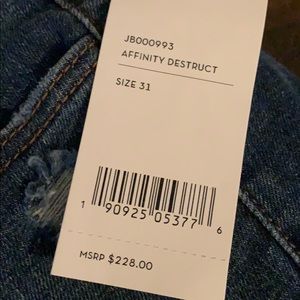 JB000993
AFFINITY DESTRUCT
SIZE 31
1 90925 05377 6
MSRP $228.00